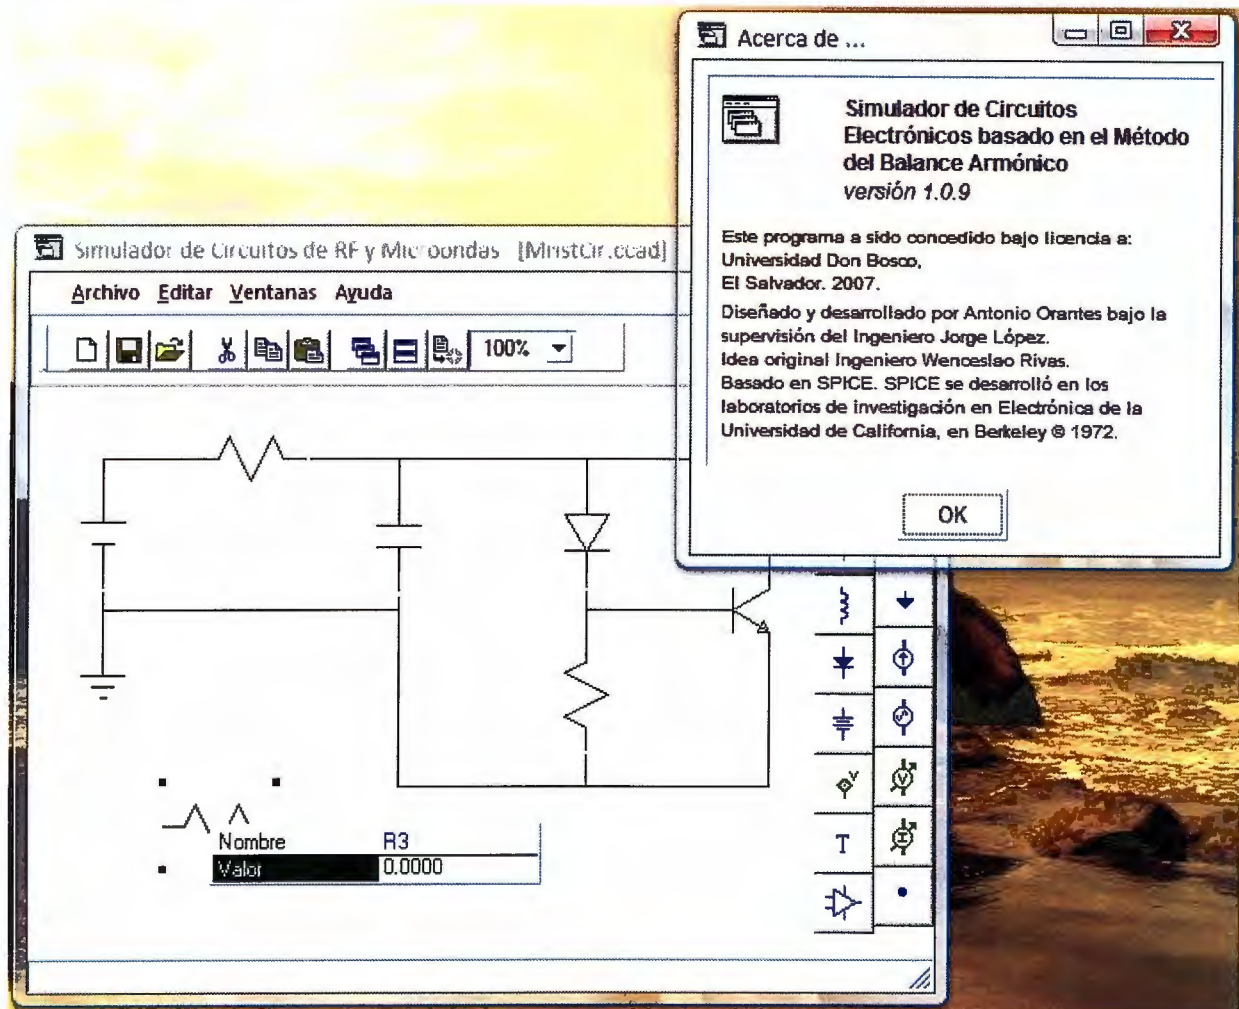 Acerca de ...
Simulador de Circuitos
Electrónicos basado en el Método
del Balance Armónico
versión 1.0.9
Este programa a sido concedido bajo licencia a:
Universidad Don Bosco,
El Salvador. 2007.
Diseñado y desarrollado por Antonio Orantes bajo la
supervisión del Ingeniero Jorge López.
Idea original Ingeniero Wenceslao Rivas.
Basado en SPICE. SPICE se desarrolló en los
laboratorios de investigación en Electrónica de la
Universidad de California, en Berkeley © 1972.
OK
Simulador de Circuitos de RF y Microondas [MristCir.ccad]
Archivo Editar Ventanas Ayuda
100%
Nombre R3
Valor 0.0000
V
V
T
I